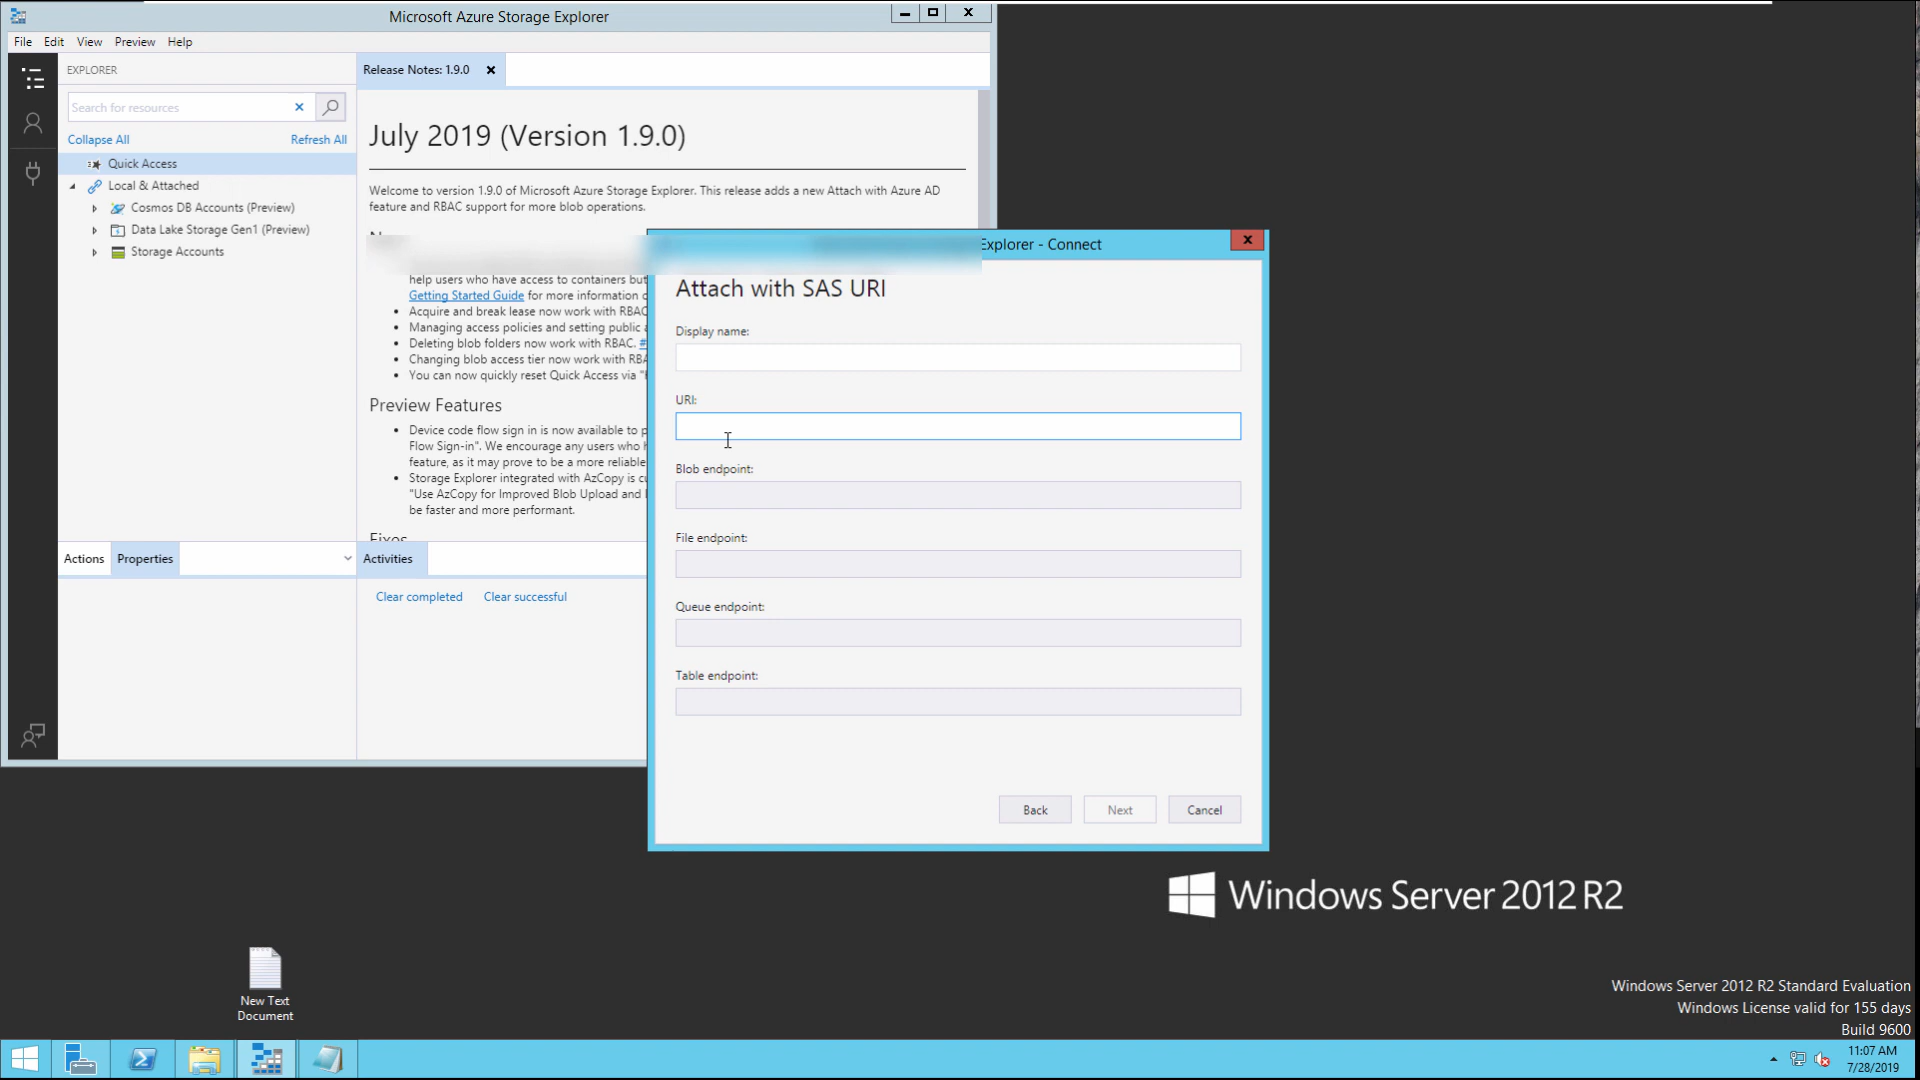 Microsoft Azure Storage Explorer
File Edit View Preview Help
EXPLORER
Search for resources
Collapse All
Refresh All
Quick Access
Local & Attached
Cosmos DB Accounts (Preview)
Data Lake Storage Gen1 (Preview)
Storage Accounts
Actions
Properties
Release Notes: 1.9.0
July 2019 (Version 1.9.0)
Welcome to version 1.9.0 of Microsoft Azure Storage Explorer. This release adds a new Attach with Azure AD
feature and RBAC support for more blob operations.
help users who have access to containers but
Getting Started Guide for more information
Acquire and break lease now work with RBAC
Managing access policies and setting public
Deleting blob folders now work with RBAC. #
Changing blob access tier now work with RBA
You can now quickly reset Quick Access via "
Preview Features
Device code flow sign in is now available to
Flow Sign-in". We encourage any users who
feature, as it may prove to be a more reliable
Storage Explorer integrated with AzCopy is
"Use AzCopy for Improved Blob Upload and
be faster and more performant.
Fixes
Activities
Clear completed
Clear successful
Explorer - Connect
Attach with SAS URI
Display name:
URI:
Blob endpoint:
File endpoint:
Queue endpoint:
Table endpoint:
Back
Next
Cancel
Windows Server 2012 R2
New Text
Document
Windows Server 2012 R2 Standard Evaluation
Windows License valid for 155 days
Build 9600
11:07 AM
7/28/2019